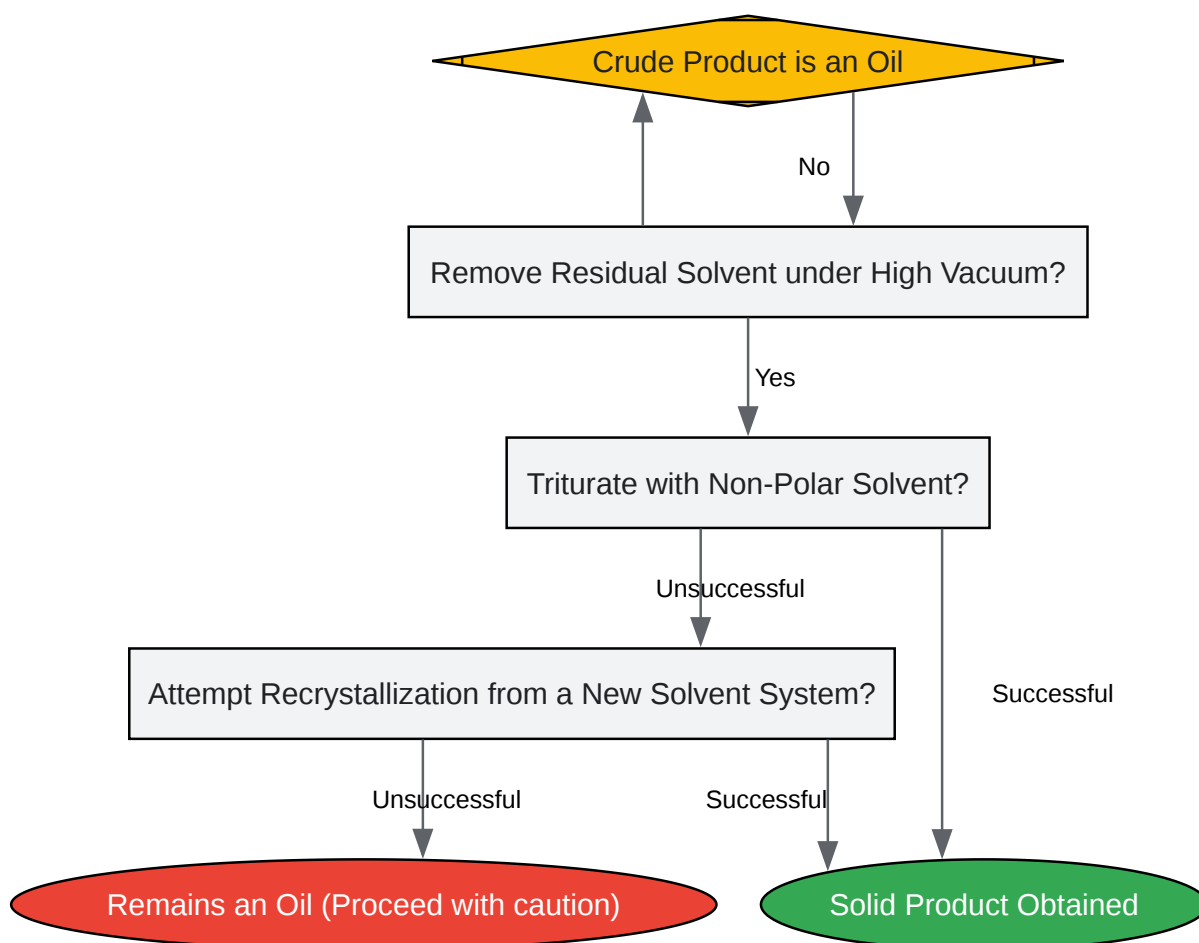 Crude Product is an Oil
No
Remove Residual Solvent under High Vacuum?
Yes
Triturate with Non-Polar Solvent?
Unsuccessful
Attempt Recrystallization from a New Solvent System?
Successful
Unsuccessful
Successful
Remains an Oil (Proceed with caution)
Solid Product Obtained